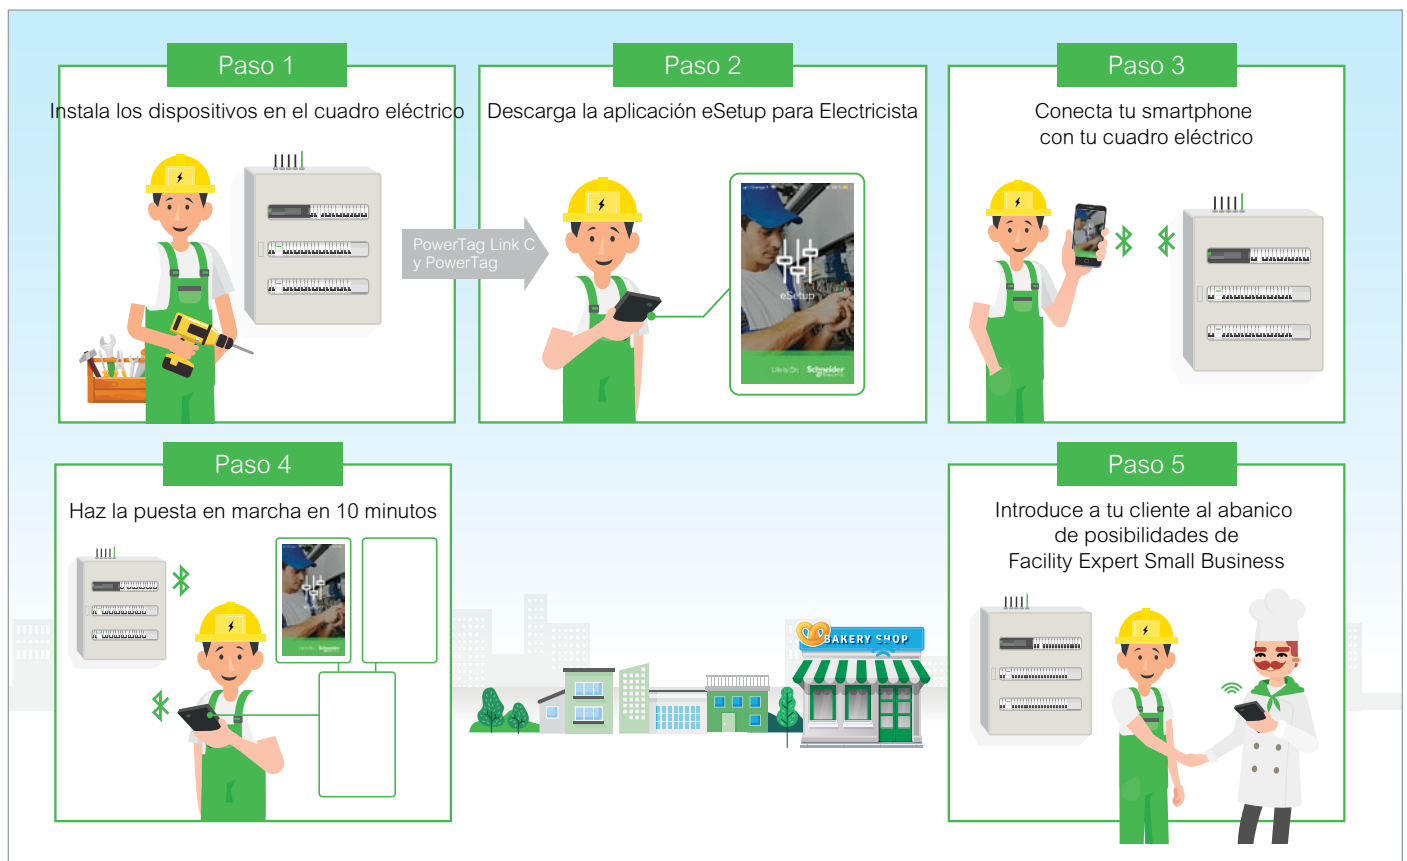 Paso 1
Instala los dispositivos en el cuadro eléctrico
PowerTag Link C
y PowerTag
Paso 2
Descarga la aplicación eSetup para Electricista
eSetup
Life Is On
Schneider
Electric
Paso 3
Conecta tu smartphone
con tu cuadro eléctrico
Paso 4
Haz la puesta en marcha en 10 minutos
eSetup
Schneider
BAKERY SHOP
Paso 5
Introduce a tu cliente al abanico
de posibilidades de
Facility Expert Small Business